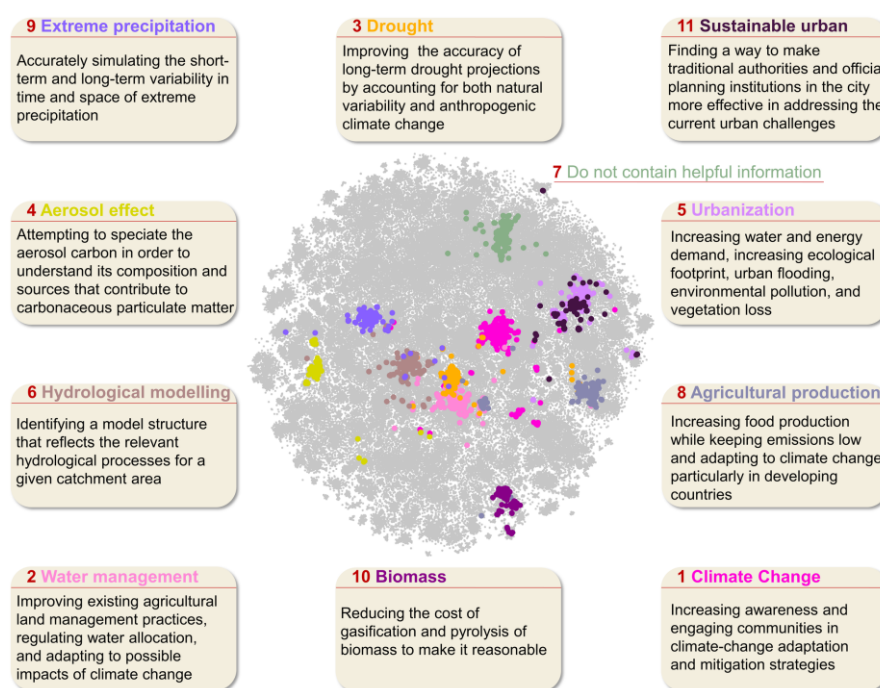 9 Extreme precipitation
Accurately simulating the short-
term and long-term variability in
time and space of extreme
precipitation
3 Drought
Improving the accuracy of
long-term drought projections
by accounting for both natural
variability and anthropogenic
climate change
11 Sustainable urban
Finding a way to make
traditional authorities and officia
planning institutions in the city
more effective in addressing the
current urban challenges
7 Do not contain helpful information
4 Aerosol effect
Attempting to speciate the
aerosol carbon in order to
understand its composition and
sources that contribute to
carbonaceous particulate matter
5 Urbanization
Increasing water and energy
demand, increasing ecological
footprint, urban flooding,
environmental pollution, and
vegetation loss
6 Hydrological modelling
Identifying a model structure
that reflects the relevant
hydrological processes for a
given catchment area
8 Agricultural production
Increasing food production
while keeping emissions low
and adapting to climate change
particularly in developing
countries
2 Water management
Improving existing agricultural
land management practices,
regulating water allocation,
and adapting to possible
impacts of climate change
10 Biomass
Reducing the cost of
gasification and pyrolysis of
biomass to make it reasonable
1 Climate Change
Increasing awareness and
engaging communities in
climate-change adaptation
and mitigation strategies